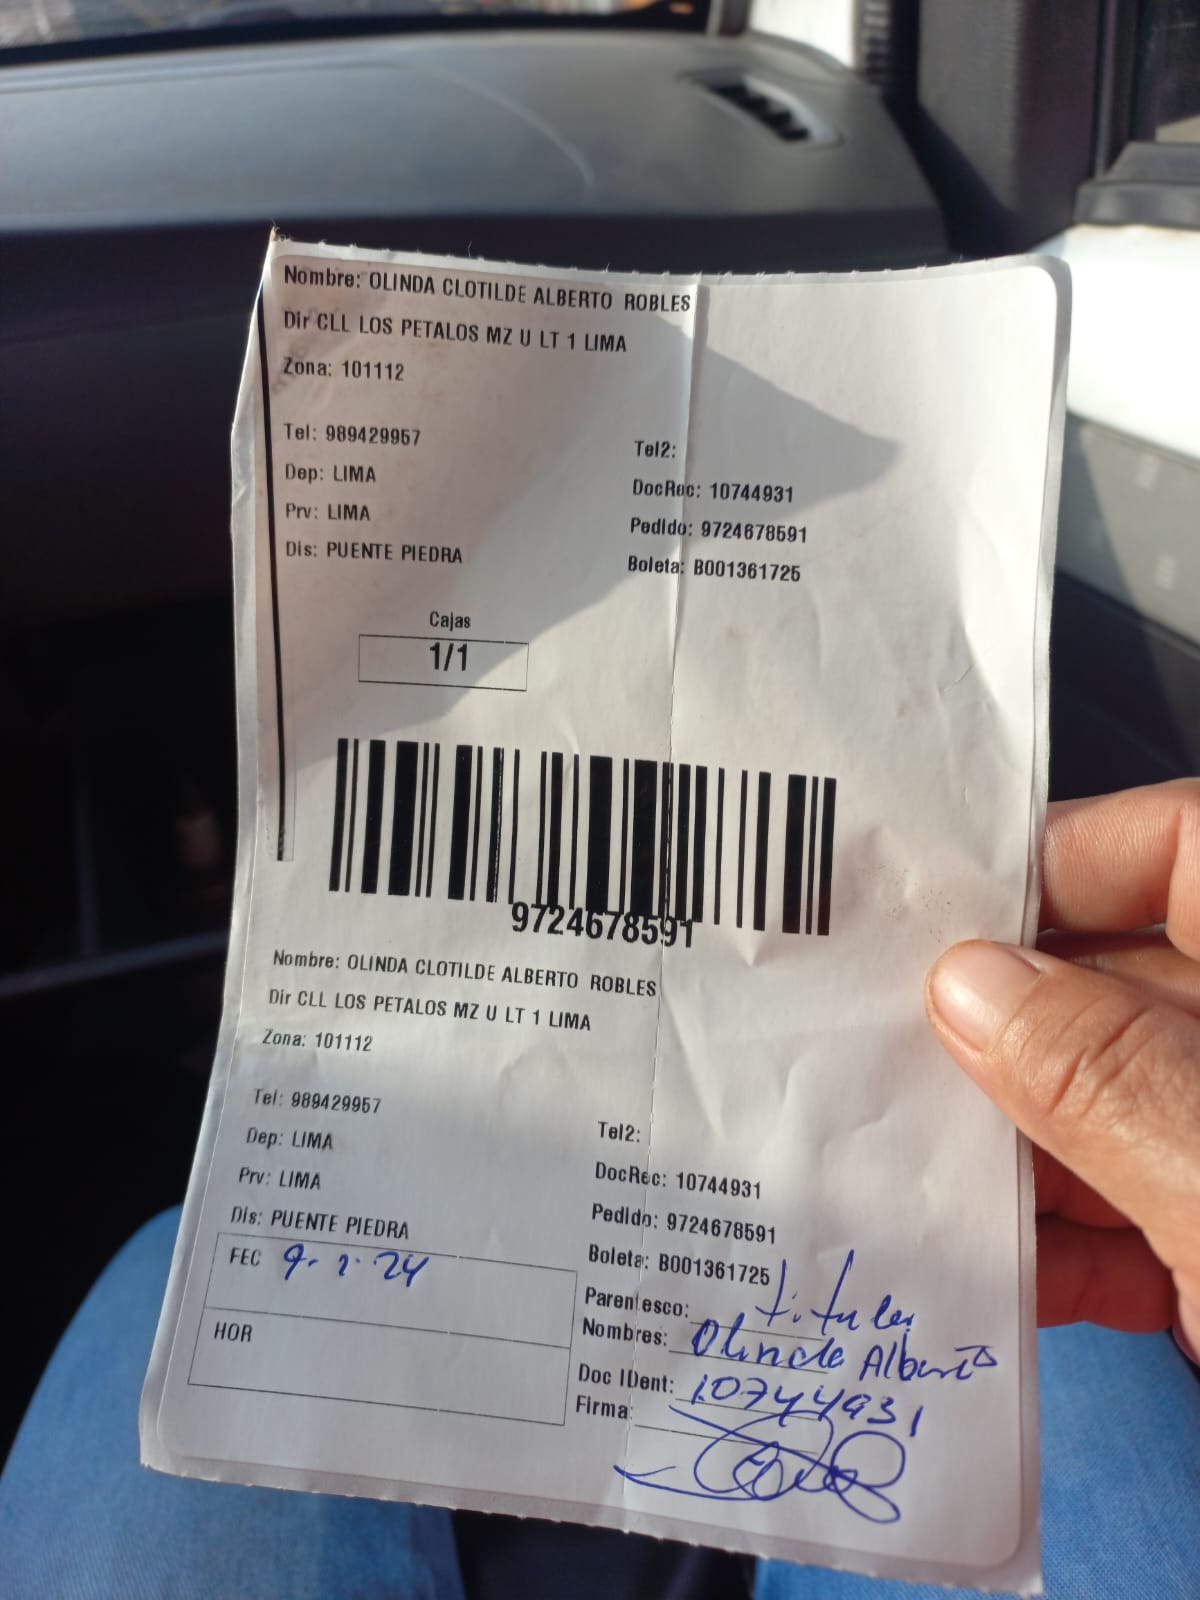 Nombre: OLINDA CLOTILDE ALBERTO ROBLES
Dir CLL LOS PETALOS MZ U LT 1 LIMA
Zona: 101112
Tel: 989429957
Tel2:
Dep: LIMA
DocRec: 10744931
Prv: LIMA
Pedido: 9724678591
Dis: PUENTE PIEDRA
Boleta: B001361725
Cajas
1/1
9724678591
Nombre: OLINDA CLOTILDE ALBERTO ROBLES
Dir CLL LOS PETALOS MZ U LT 1 LIMA
Zona: 101112
Tel: 989429957
Tel2:
Dep: LIMA
DocRec: 10744931
Prv: LIMA
Pedido: 9724678591
Dis: PUENTE PIEDRA
Boleta: B001361725
FEC 9. 2. 24
HOR
Parentesco: titular
Nombres: Olinda Alberto
Doc IDent: 10744931
Firma: